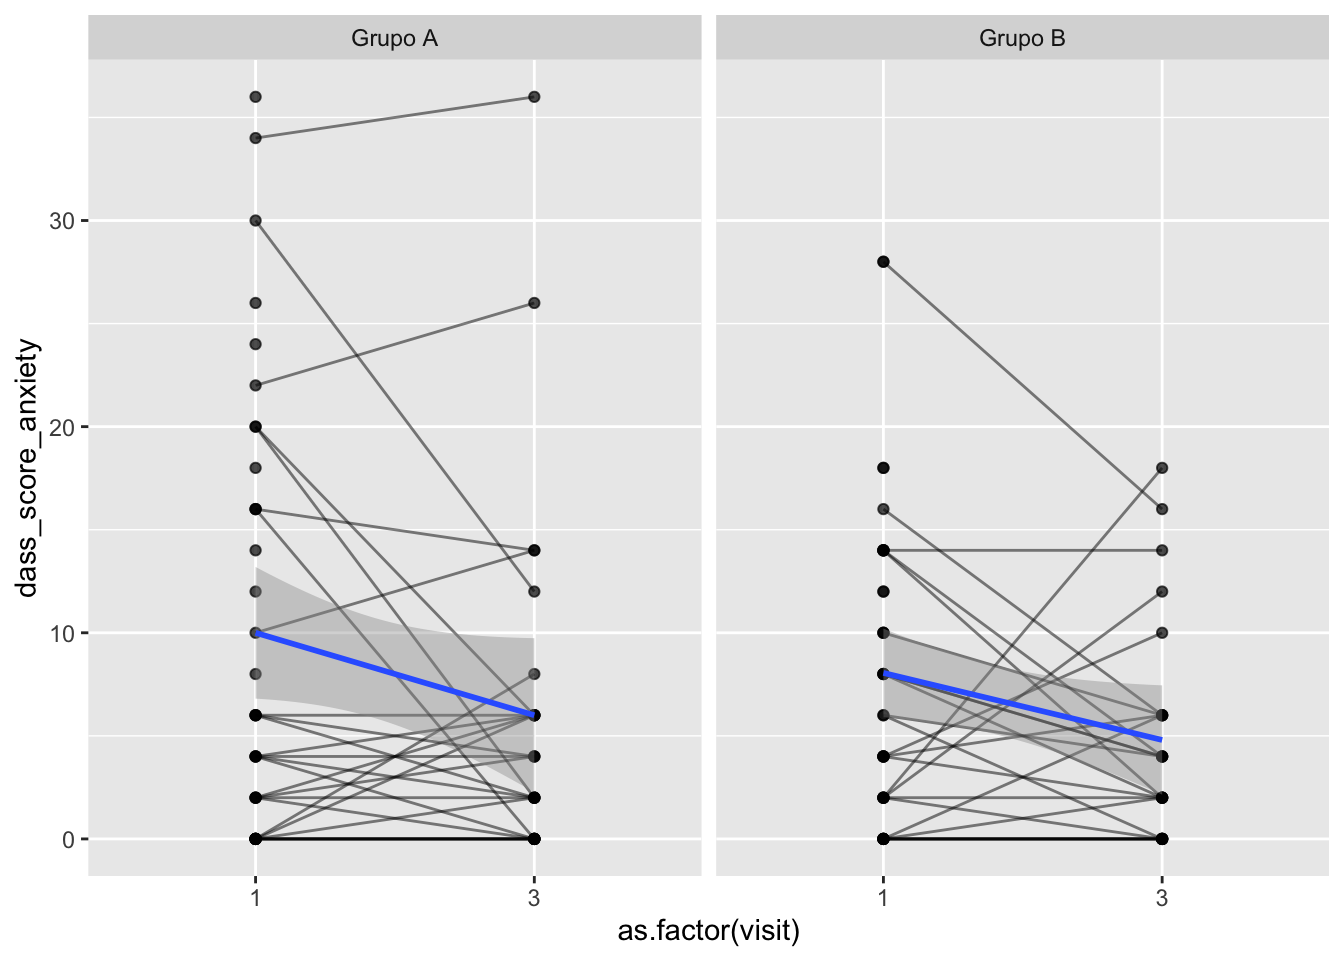 Grupo A
Grupo B
30
20
10
0
dass_score_anxiety
1
3
1
3
as.factor(visit)